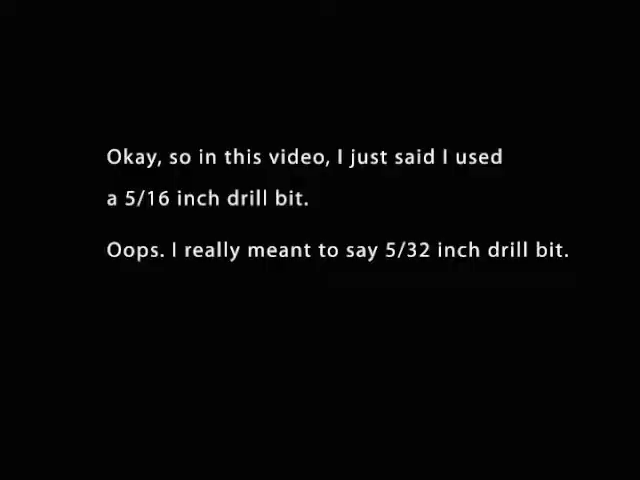 Okay, so in this video, I just said I used
a 5/16 inch drill bit.
Oops. I really meant to say 5/32 inch drill bit.